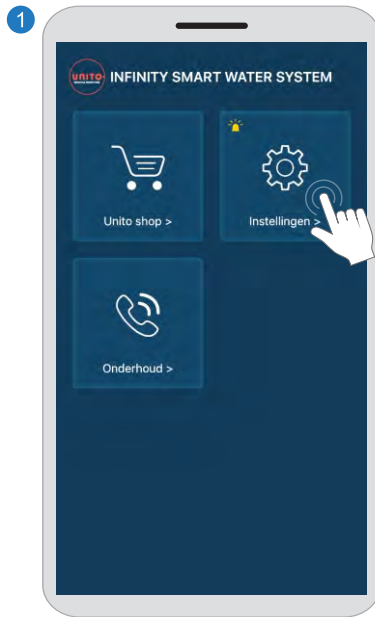 1
UNITO
INFINITY SMART WATER SYSTEM
Unito shop >
Instellingen >
Onderhoud >